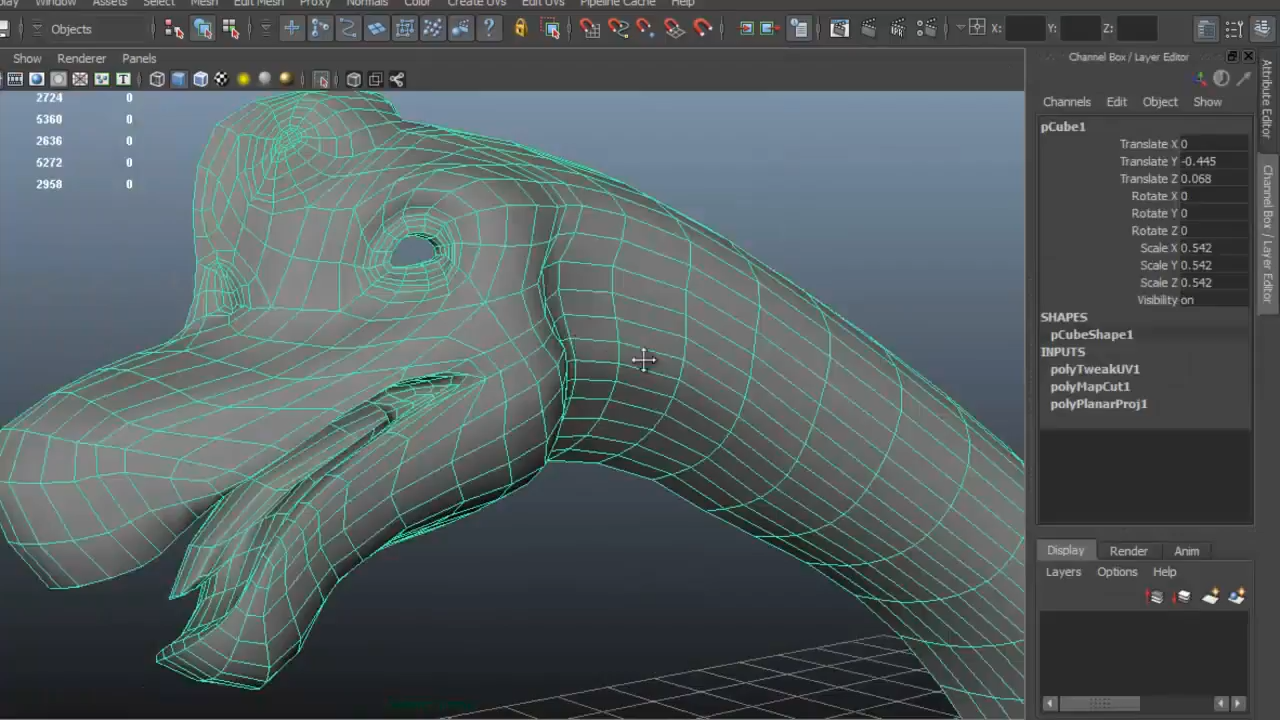 play Window Assets Select Mesh Edit Mesh Proxy Normals Color Create UVs Edit UVs Pipeline Cache Help
Objects X: Y: Z:
Show Renderer Panels
Channel Box / Layer Editor
T
Channels Edit Object Show
2724 0
5360 0
2636 0
5272 0
2958 0
pCube1
Translate X 0
Translate Y -0.445
Translate Z 0.068
Rotate X 0
Rotate Y 0
Rotate Z 0
Scale X 0.542
Scale Y 0.542
Scale Z 0.542
Visibility on
SHAPES
pCubeShape1
INPUTS
polyTweakUV1
polyMapCut1
polyPlanarProj1
Display Render Anim
Layers Options Help
Attribute Editor
Channel Box / Layer Editor